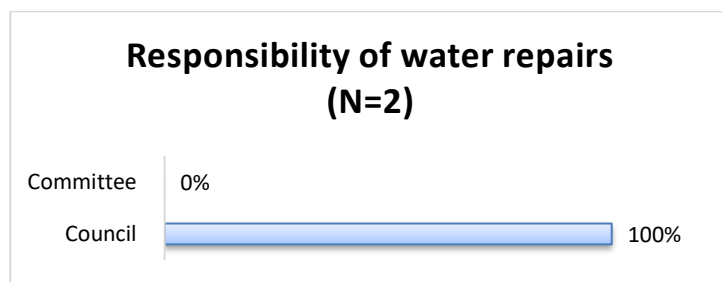 Responsibility of water repairs
(N=2)
Committee 0%
Council 100%